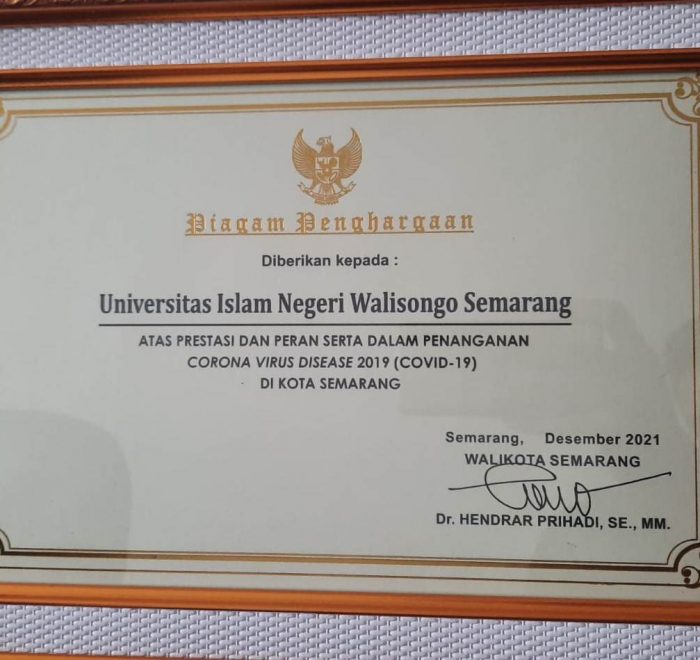 Piagam Penghargaan
Diberikan kepada :
Universitas Islam Negeri Walisongo Semarang
ATAS PRESTASI DAN PERAN SERTA DALAM PENANGANAN
CORONA VIRUS DISEASE 2019 (COVID-19)
DI KOTA SEMARANG
Semarang, Desember 2021
WALIKOTA SEMARANG
Dr. HENDRAR PRIHADI, SE., MM.